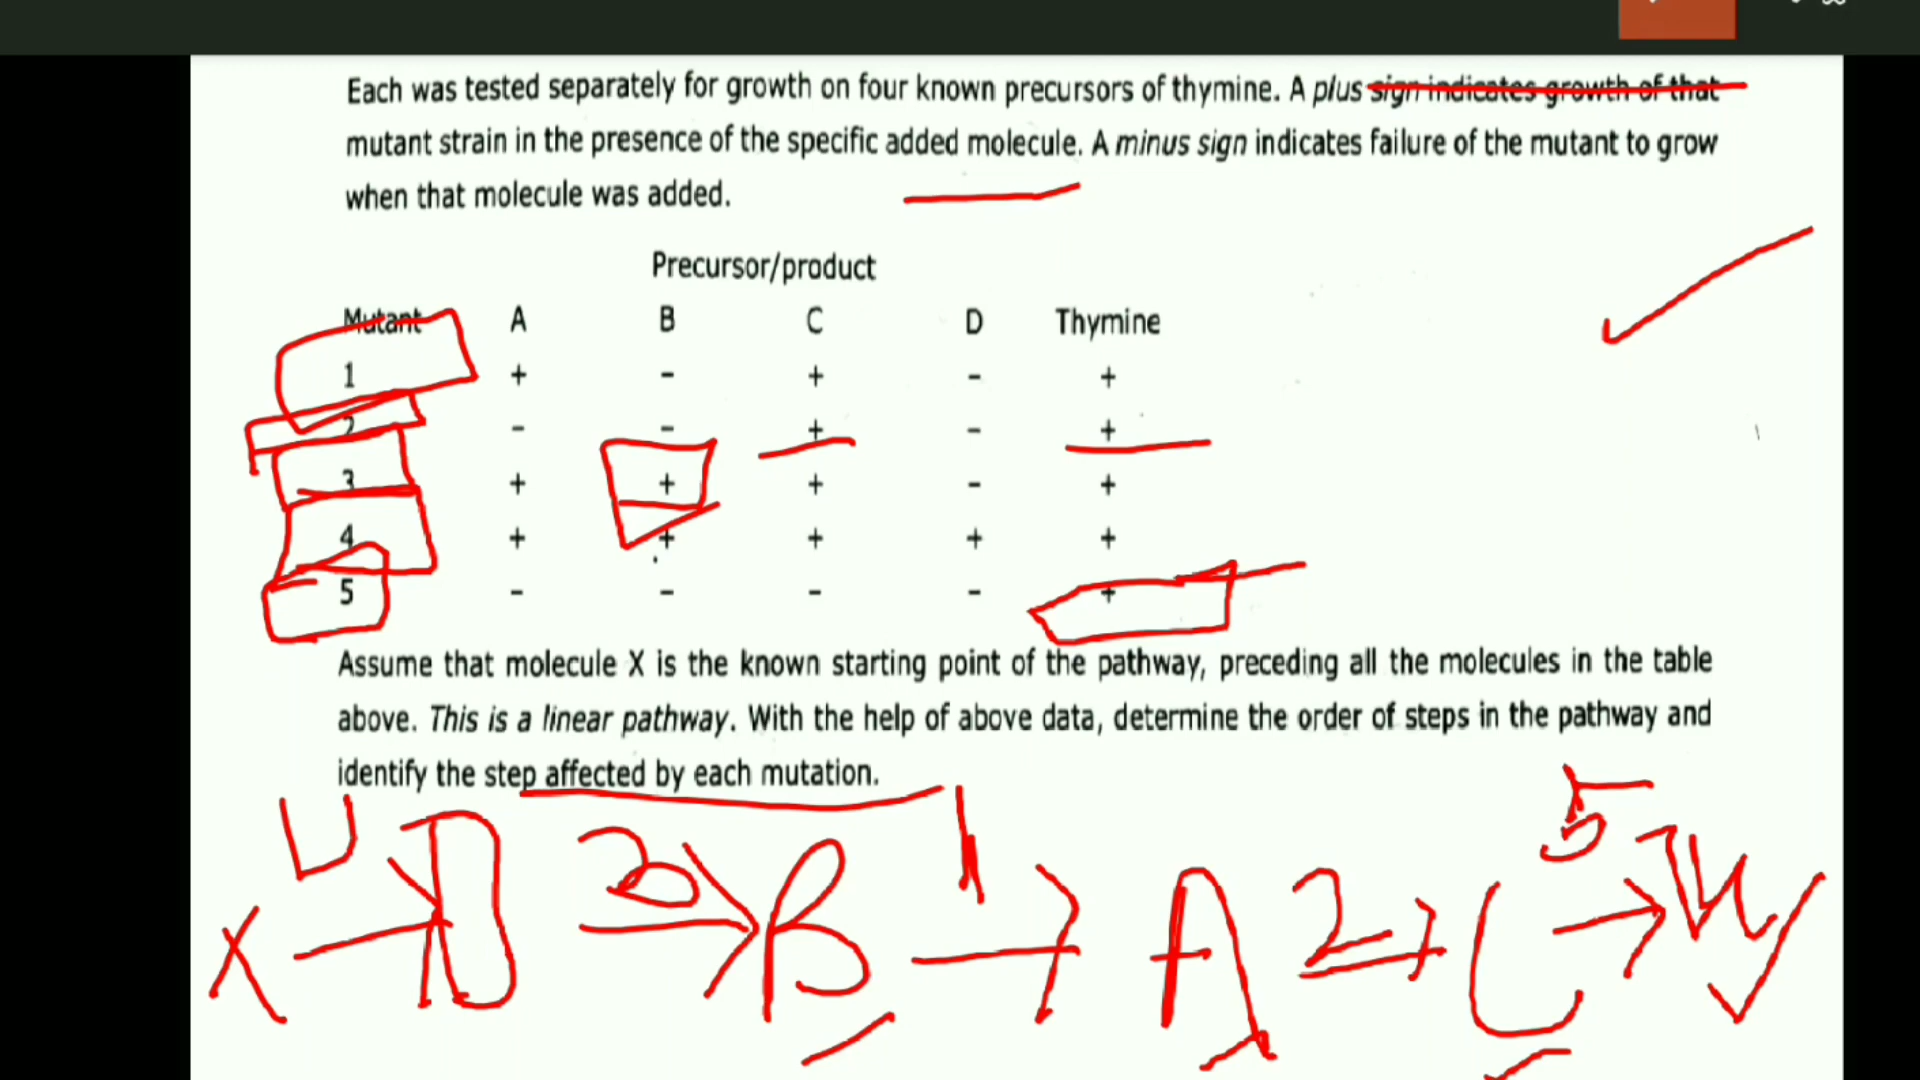 Each was tested separately for growth on four known precursors of thymine. A plus sign indicates growth of that
mutant strain in the presence of the specific added molecule. A minus sign indicates failure of the mutant to grow
when that molecule was added.
Precursor/product
Mutant A B C D Thymine
1 + - + - +
2 - - + - +
3 + + + - +
4 + + + + +
5 - - - - +
Assume that molecule X is the known starting point of the pathway, preceding all the molecules in the table
above. This is a linear pathway. With the help of above data, determine the order of steps in the pathway and
identify the step affected by each mutation.
4 3 1 2 5
X → D → B → A → C →